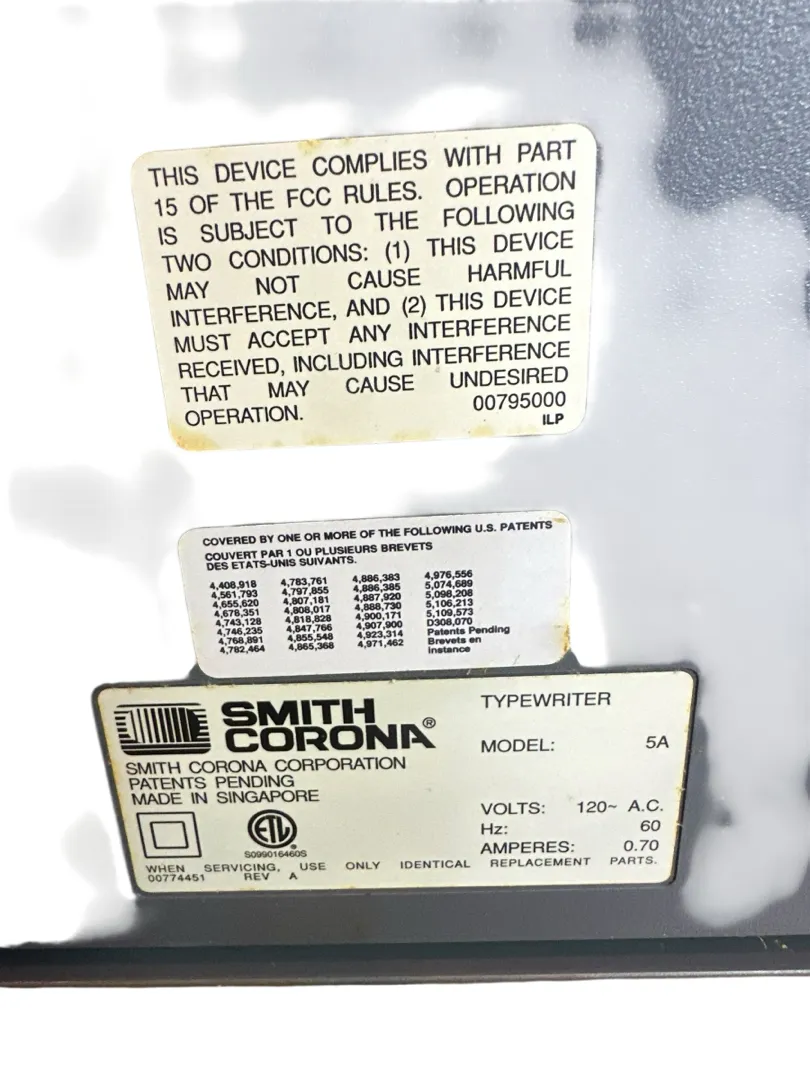 THIS DEVICE COMPLIES WITH PART
15 OF THE FCC RULES. OPERATION
IS SUBJECT TO THE FOLLOWING
TWO CONDITIONS: (1) THIS DEVICE
MAY NOT CAUSE HARMFUL
INTERFERENCE, AND (2) THIS DEVICE
MUST ACCEPT ANY INTERFERENCE
RECEIVED, INCLUDING INTERFERENCE
THAT MAY CAUSE UNDESIRED
OPERATION. 00795000
ILP
COVERED BY ONE OR MORE OF THE FOLLOWING U.S. PATENTS
COUVERT PAR 1 OU PLUSIEURS BREVETS
DES ETATS-UNIS SUIVANTS.
4,408,918 4,783,761 4,886,383 4,976,556
4,561,793 4,797,855 4,886,385 5,074,689
4,655,620 4,807,181 4,887,920 5,098,208
4,678,351 4,808,017 4,888,730 5,106,213
4,743,128 4,818,828 4,900,171 5,109,573
4,746,235 4,847,766 4,907,900 D308,070
4,768,891 4,855,548 4,923,314 Patents Pending
4,782,464 4,865,368 4,971,462 Brevets en
Instance
SMITH
CORONA®
SMITH CORONA CORPORATION
PATENTS PENDING
MADE IN SINGAPORE
ETL
S099016460S
TYPEWRITER
MODEL: 5A
VOLTS: 120~ A.C.
Hz: 60
AMPERES: 0.70
WHEN SERVICING, USE ONLY IDENTICAL REPLACEMENT PARTS.
00774451 REV A